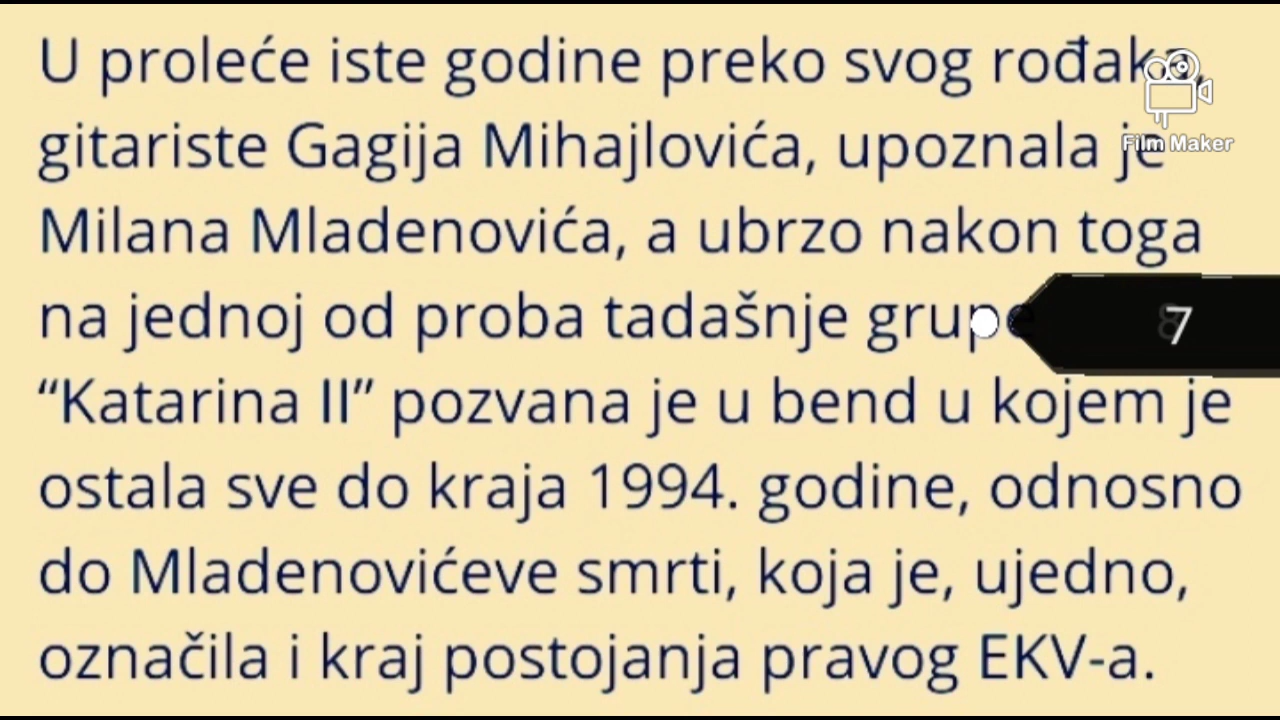 U proleće iste godine preko svog rođaka,
gitariste Gagija Mihajlovića, upoznala je
Milana Mladenovića, a ubrzo nakon toga
na jednoj od proba tadašnje grupe
“Katarina II” pozvana je u bend u kojem je
ostala sve do kraja 1994. godine, odnosno
do Mladenovićeve smrti, koja je, ujedno,
označila i kraj postojanja pravog EKV-a.
Film Maker
7